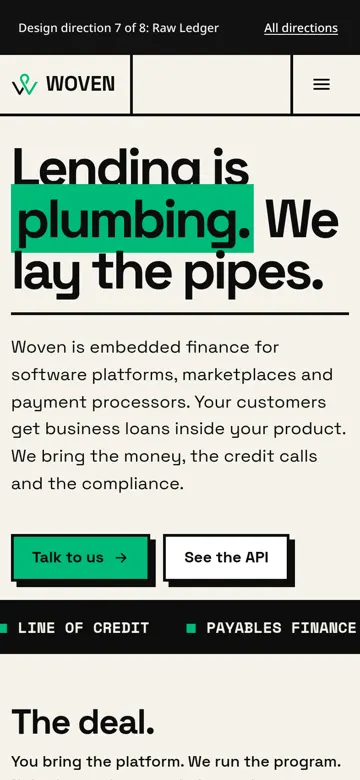 Design direction 7 of 8: Raw Ledger
All directions
WOVEN
Lending is
plumbing. We
lay the pipes.
Woven is embedded finance for
software platforms, marketplaces and
payment processors. Your customers
get business loans inside your product.
We bring the money, the credit calls
and the compliance.
Talk to us →
See the API
LINE OF CREDIT
PAYABLES FINANCE
The deal.
You bring the platform. We run the program.